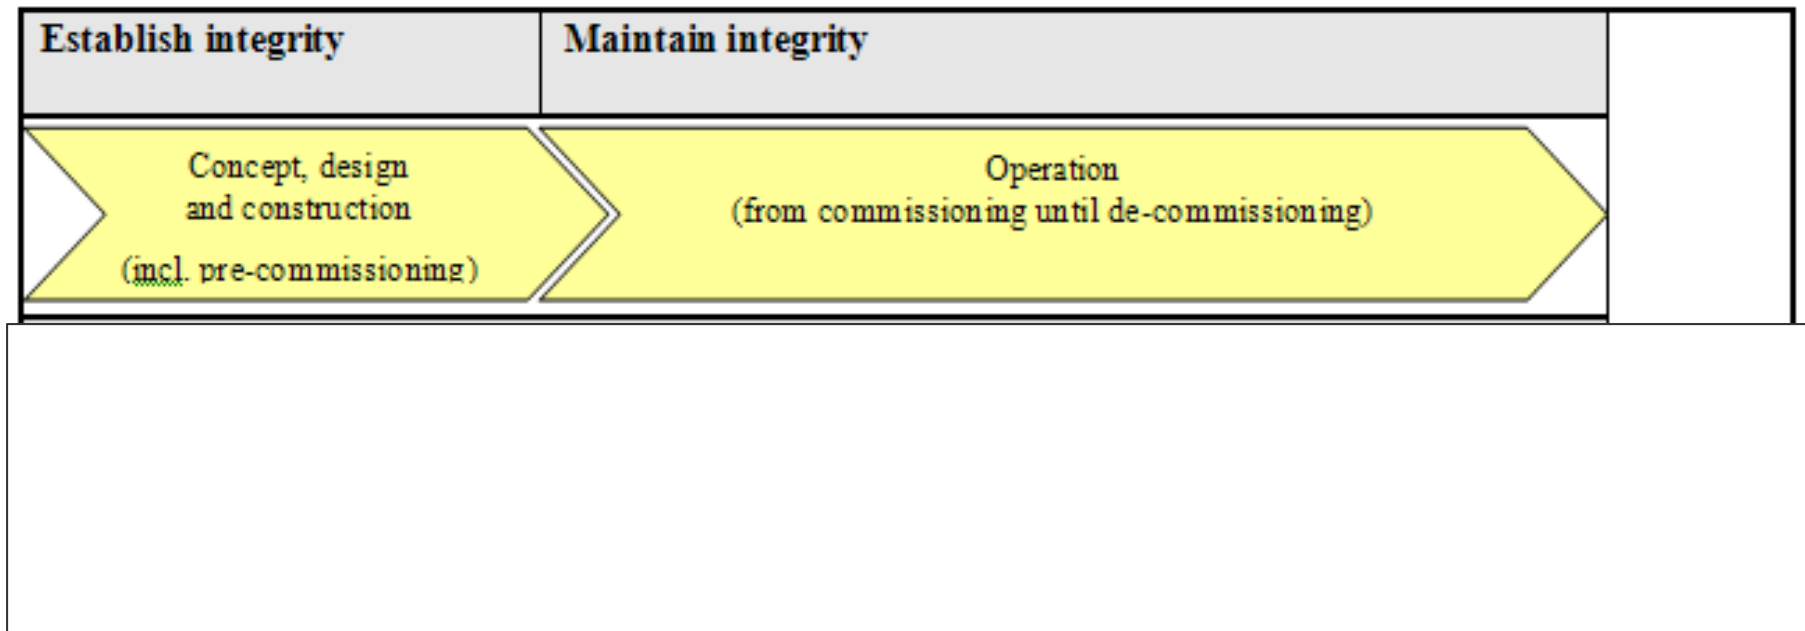 Establish integrity
Maintain integrity
Concept, design
and construction
(incl. pre-commissioning)
Operation
(from commissioning until de-commissioning)